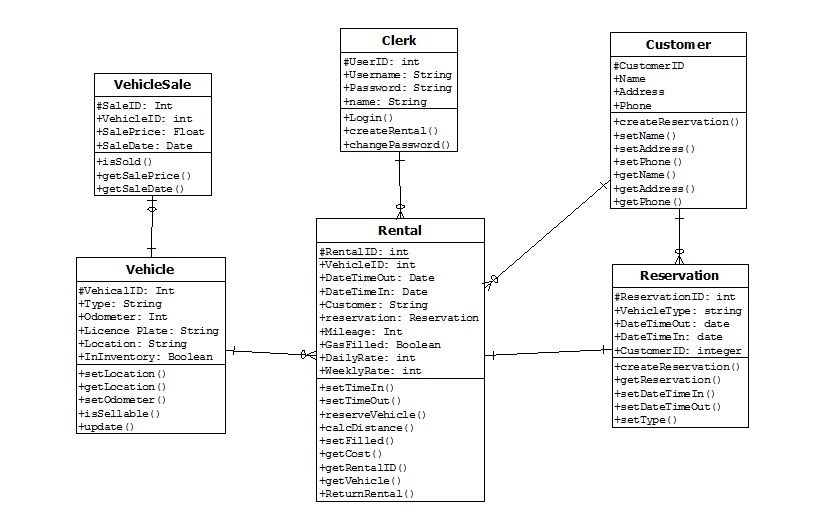 VehicleSale
#SaleID: Int
+VehicleID: int
+SalePrice: Float
+SaleDate: Date
+isSold()
+getSalePrice()
+getSaleDate()
Clerk
#UserID: int
+Username: String
+Password: String
+name: String
+Login()
+createRental()
+changePassword()
Customer
#CustomerID
+Name
+Address
+Phone
+createReservation()
+setName()
+setAddress()
+setPhone()
+getName()
+getAddress()
+getPhone()
Vehicle
#VehicalID: Int
+Type: String
+Odometer: Int
+Licence Plate: String
+Location: String
+InInventory: Boolean
+setLocation()
+getLocation()
+setOdometer()
+isSellable()
+update()
Rental
#RentalID: int
+VehicleID: int
+DateTimeOut: Date
+DateTimeIn: Date
+Customer: String
+reservation: Reservation
+Mileage: Int
+GasFilled: Boolean
+DailyRate: int
+WeeklyRate: int
+setTimeIn()
+setTimeOut()
+reserveVehicle()
+calcDistance()
+setFilled()
+getCost()
+getRentalID()
+getVehicle()
+ReturnRental()
Reservation
#ReservationID: int
+VehicleType: string
+DateTimeOut: date
+DateTimeIn: date
+CustomerID: integer
+createReservation()
+getReservation()
+setDateTimeIn()
+setDateTimeOut()
+setType()